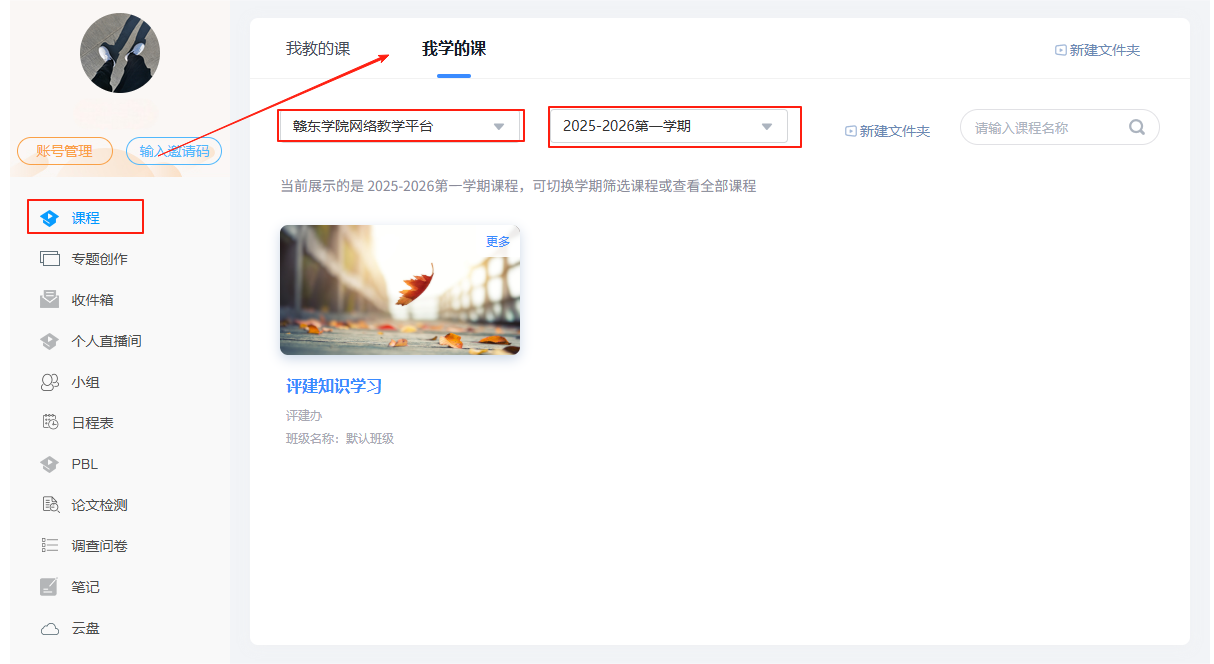 我教的课
我学的课
新建文件夹
赣东学院网络教学平台
2025-2026第一学期
新建文件夹
请输入课程名称
账号管理
输入邀请码
当前展示的是 2025-2026第一学期课程，可切换学期筛选课程或查看全部课程
课程
专题创作
收件箱
个人直播间
小组
日程表
PBL
论文检测
调查问卷
笔记
云盘
更多
评建知识学习
评建办
班级名称：默认班级